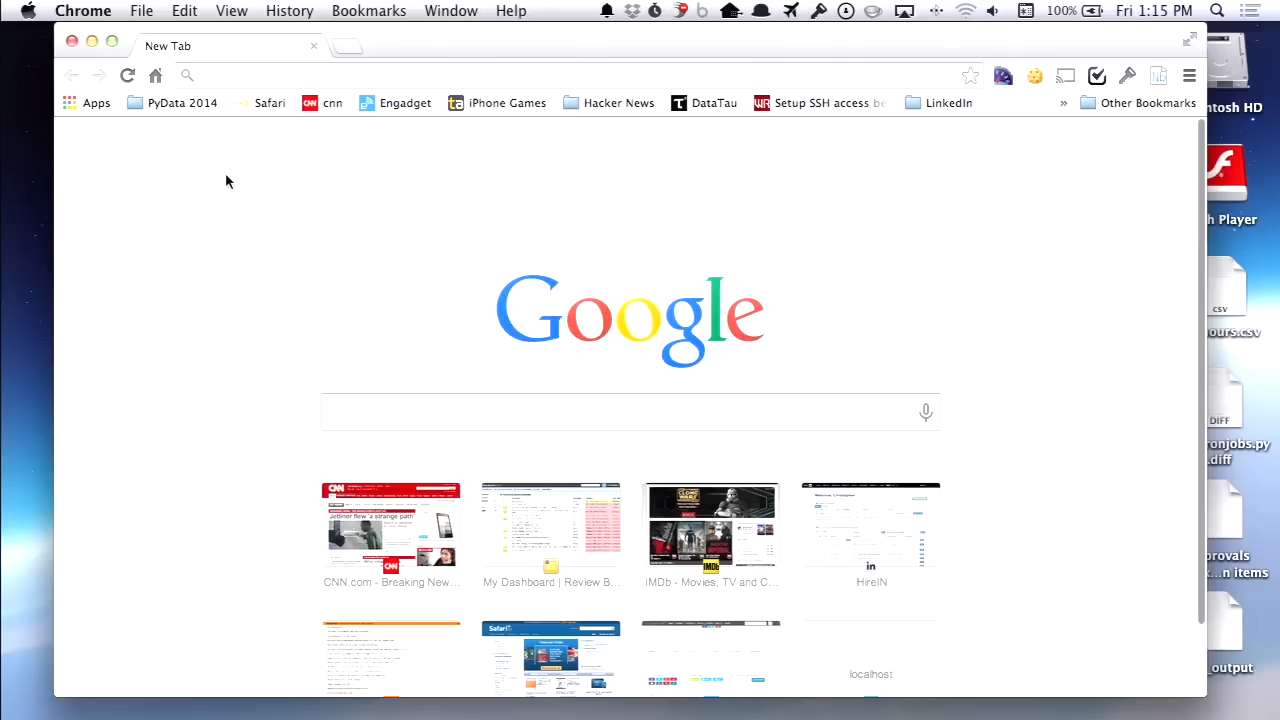 Chrome File Edit View History Bookmarks Window Help 100% Fri 1:15 PM
New Tab
Apps PyData 2014 Safari cnn Engadget iPhone Games Hacker News DataTau Setup SSH access be LinkedIn » Other Bookmarks
ntosh HD
h Player
Google
csv
ours.csv
DIFF
ronjobs.py
.diff
CNN
CNN.com - Breaking New... My Dashboard | Review B... IMDb - Movies, TV and C... HireIN
provals
k...n items
Safari
localhost
_output